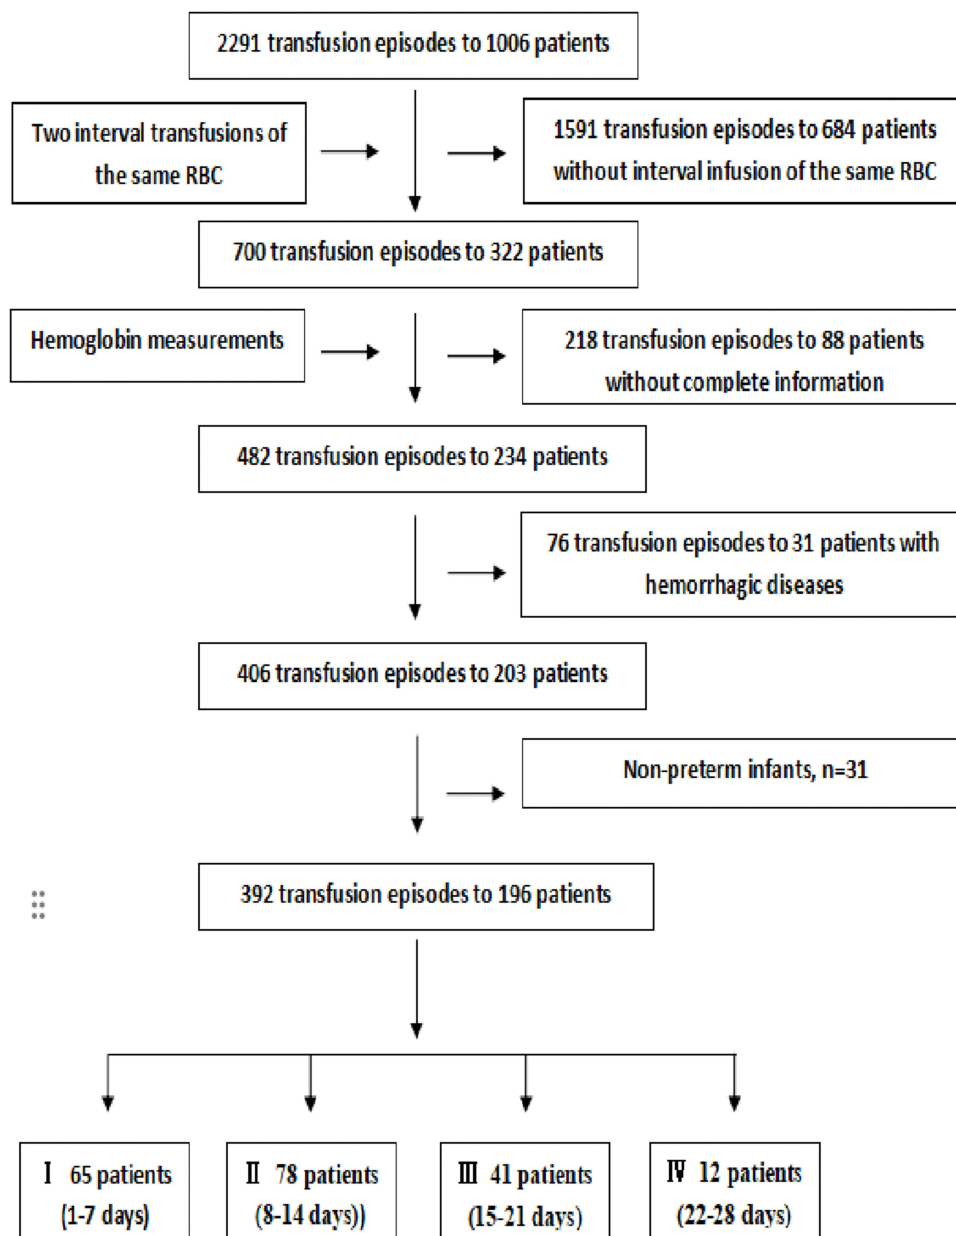 2291 transfusion episodes to 1006 patients
Two interval transfusions of
the same RBC
1591 transfusion episodes to 684 patients
without interval infusion of the same RBC
700 transfusion episodes to 322 patients
Hemoglobin measurements
218 transfusion episodes to 88 patients
without complete information
482 transfusion episodes to 234 patients
76 transfusion episodes to 31 patients with
hemorrhagic diseases
406 transfusion episodes to 203 patients
Non-preterm infants, n=31
392 transfusion episodes to 196 patients
Ⅰ 65 patients
(1-7 days)
Ⅱ 78 patients
(8-14 days))
Ⅲ 41 patients
(15-21 days)
Ⅳ 12 patients
(22-28 days)